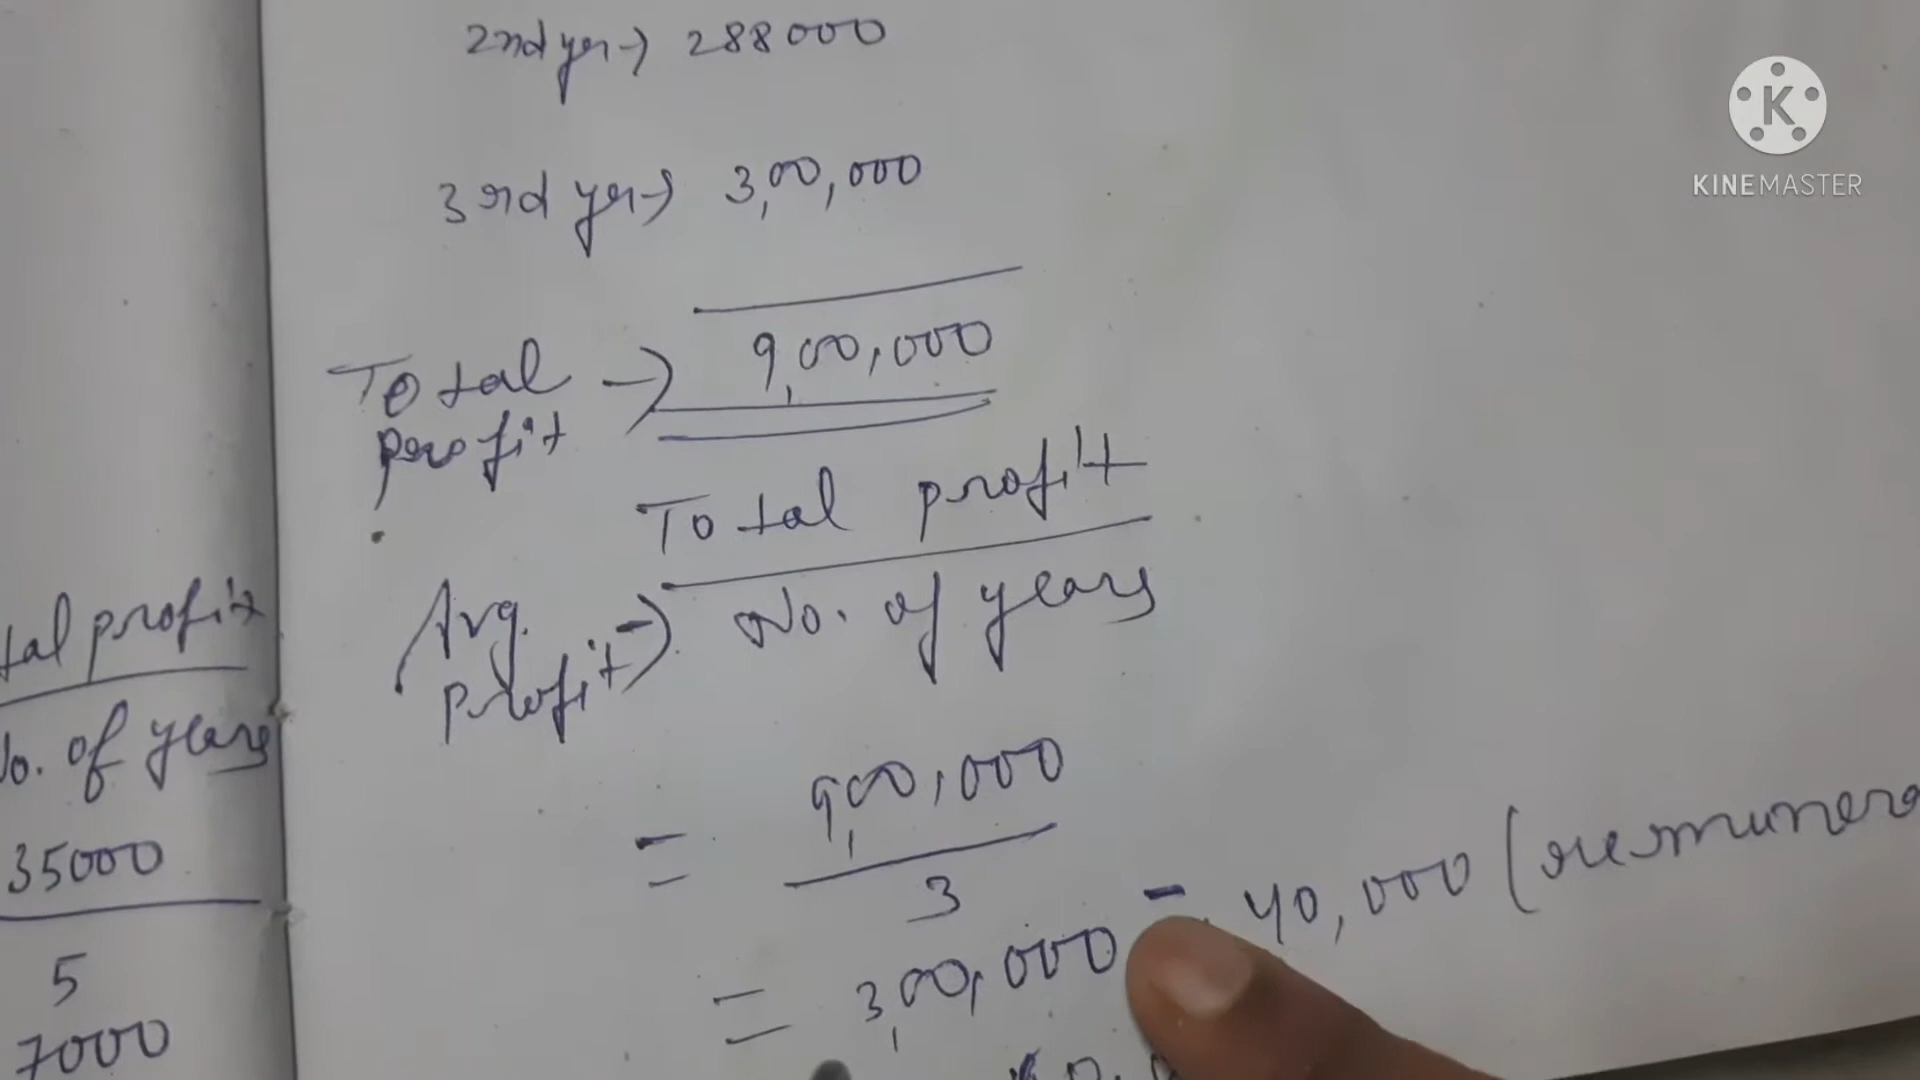 2nd yr → 288000
3rd yr → 3,00,000
Total profit → 9,00,000
Avg. profit → Total profit
No. of years
= 9,00,000
3
= 3,00,000 - 40,000 (
tal profit
No. of years
35000
5
7000
K
KINEMASTER